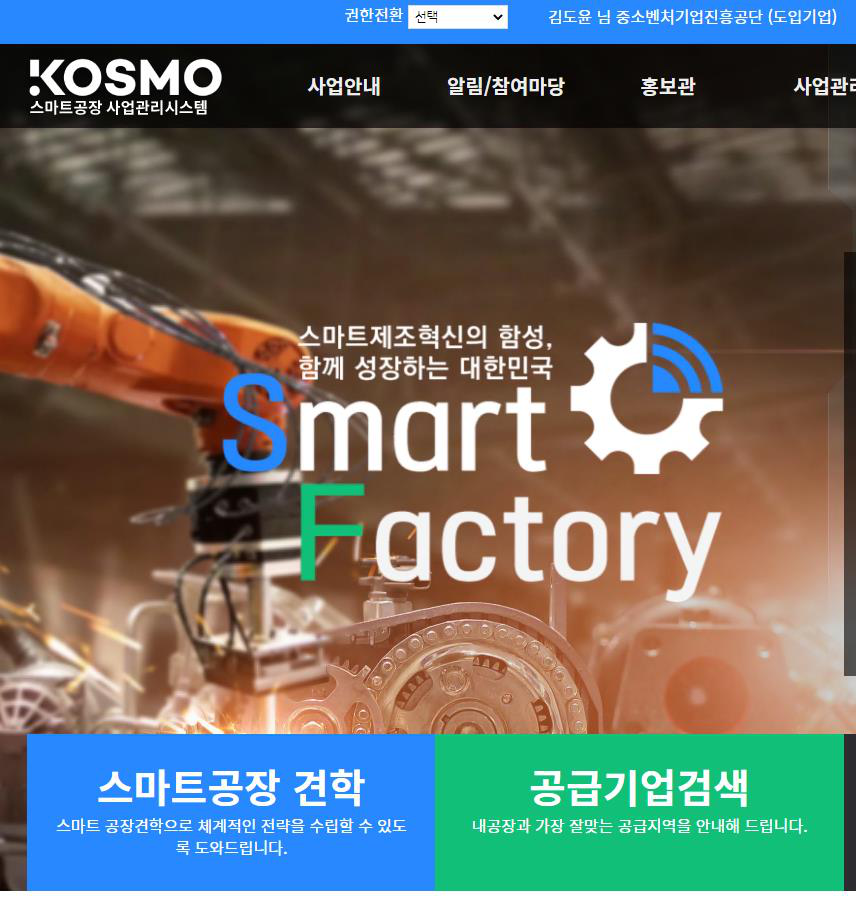 권한전환 선택 김도윤 님 중소벤처기업진흥공단 (도입기업)
KOSMO
스마트공장 사업관리시스템
사업안내 알림/참여마당 홍보관 사업관리
스마트제조혁신의 함성,
함께 성장하는 대한민국
Smart
Factory
스마트공장 견학
스마트 공장견학으로 체계적인 전략을 수립할 수 있도
록 도와드립니다.
공급기업검색
내공장과 가장 잘맞는 공급지역을 안내해 드립니다.